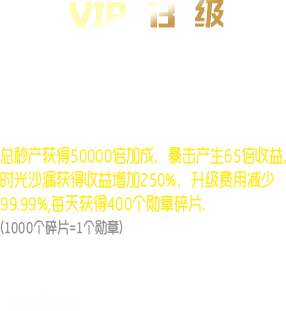 VIP 13 级
总秒产获得50000倍加成，暴击产生65倍收益,
时光沙漏获得收益增加250%，升级费用减少
99.99%,每天获得400个勋章碎片.
(1000个碎片=1个勋章)